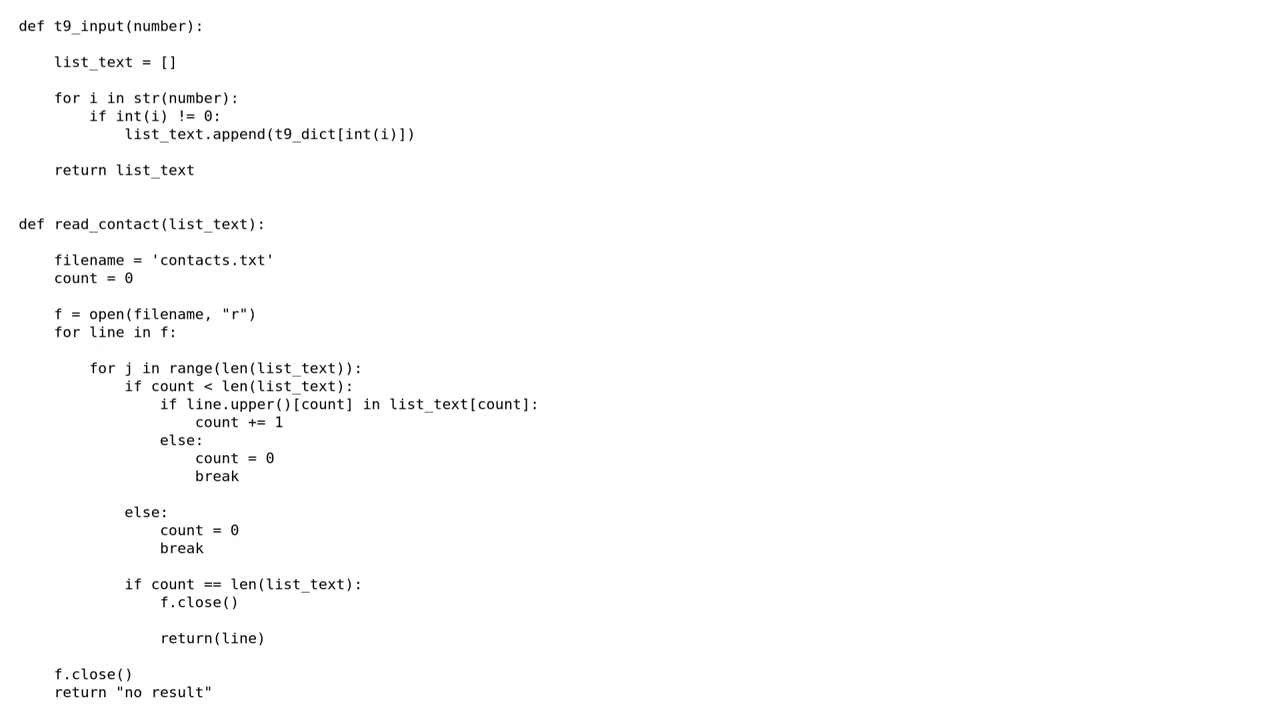 def t9_input(number):
    list_text = []
    for i in str(number):
        if int(i) != 0:
            list_text.append(t9_dict[int(i)])
    return list_text
def read_contact(list_text):
    filename = 'contacts.txt'
    count = 0
    f = open(filename, "r")
    for line in f:
        for j in range(len(list_text)):
            if count < len(list_text):
                if line.upper()[count] in list_text[count]:
                    count += 1
                else:
                    count = 0
                    break
            else:
                count = 0
                break
            if count == len(list_text):
                f.close()
                return(line)
    f.close()
    return "no result"